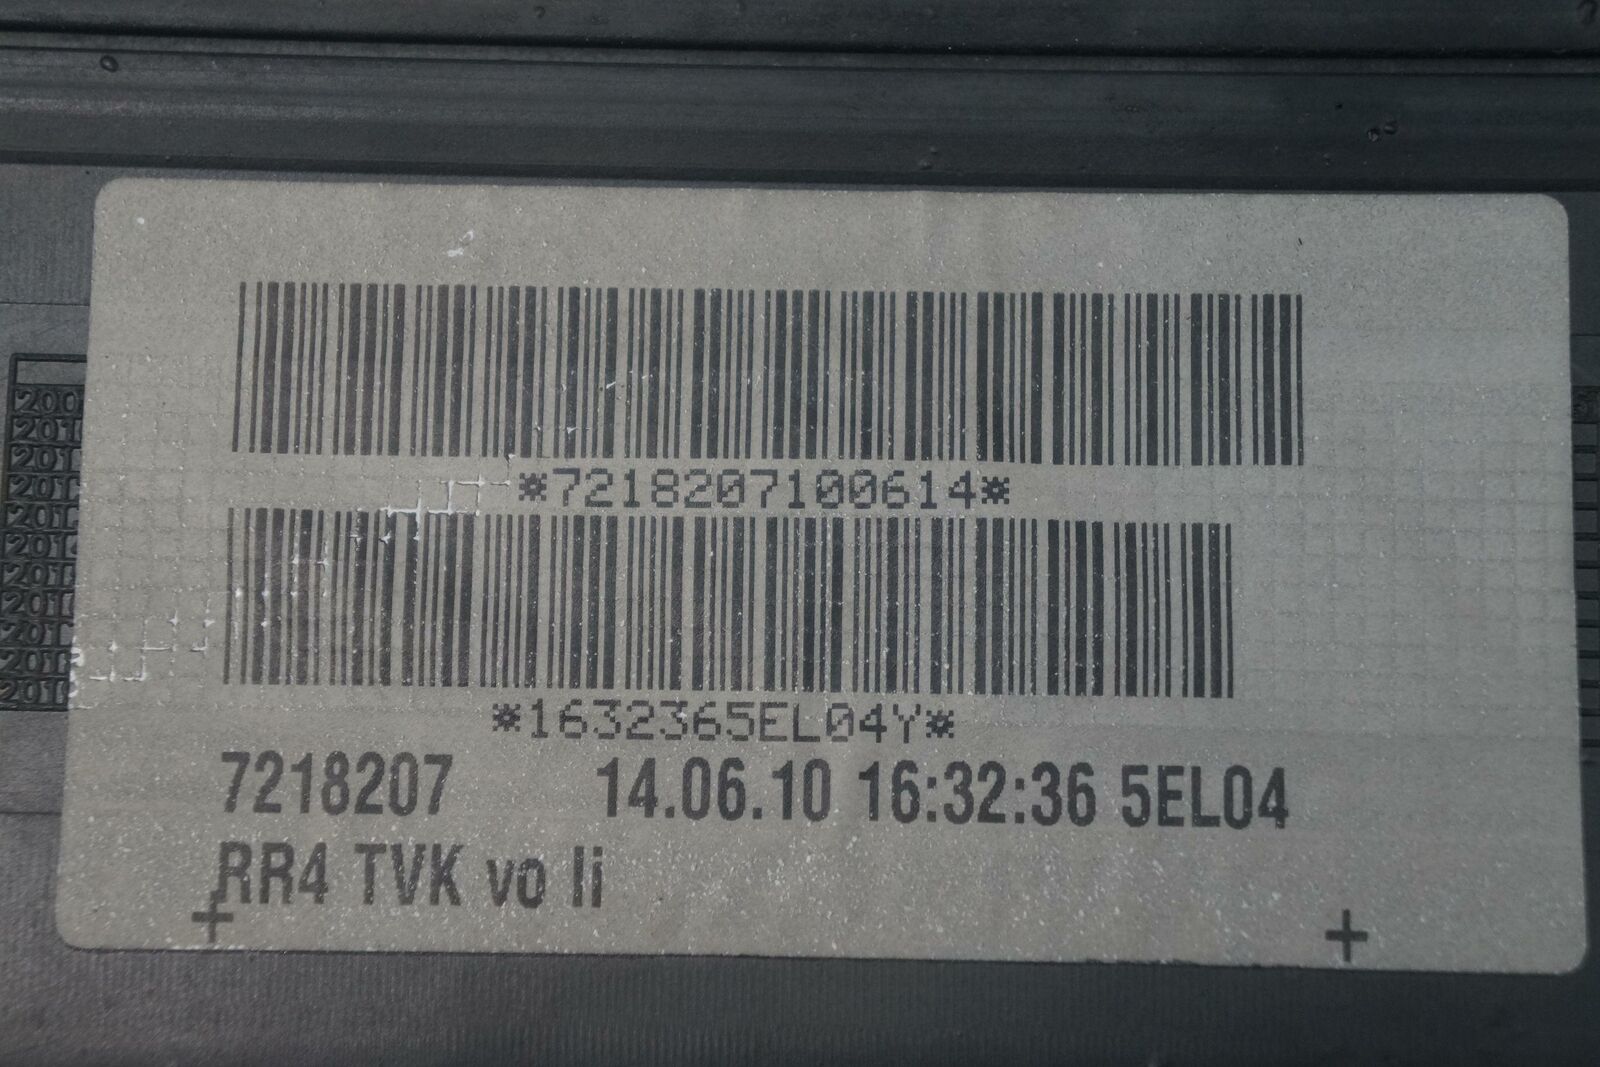 *7218207100614*
*1632365EL04Y*
7218207 14.06.10 16:32:36 5EL04
RR4 TVK vo li